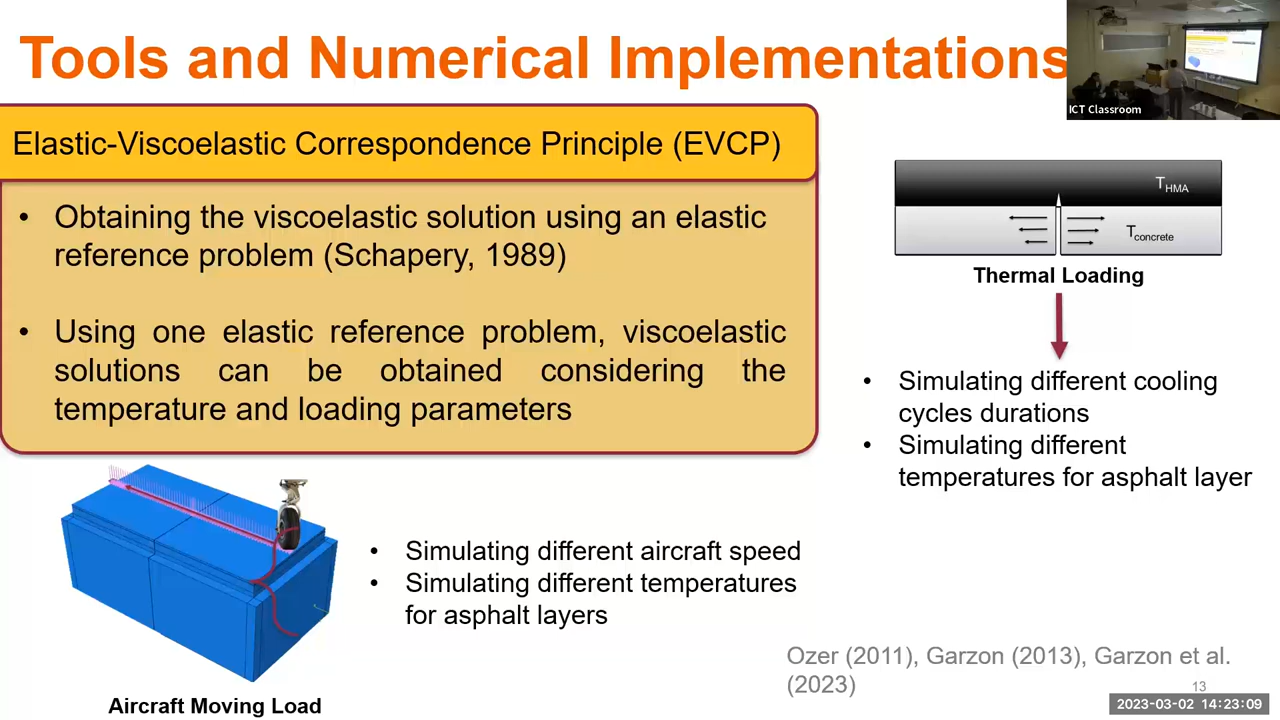 Tools and Numerical Implementations
ICT Classroom
Elastic-Viscoelastic Correspondence Principle (EVCP)
• Obtaining the viscoelastic solution using an elastic
reference problem (Schapery, 1989)
• Using one elastic reference problem, viscoelastic
solutions can be obtained considering the
temperature and loading parameters
THMA
Tconcrete
Thermal Loading
• Simulating different cooling
cycles durations
• Simulating different
temperatures for asphalt layer
• Simulating different aircraft speed
• Simulating different temperatures
for asphalt layers
Aircraft Moving Load
Ozer (2011), Garzon (2013), Garzon et al.
(2023)
13
2023-03-02 14:23:09